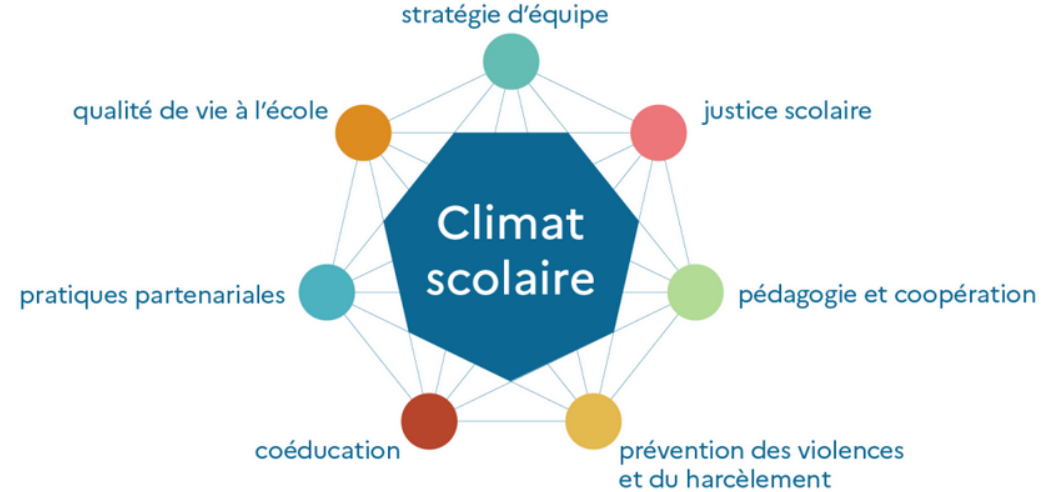 stratégie d'équipe
qualité de vie à l'école
justice scolaire
Climat
scolaire
pratiques partenariales
pédagogie et coopération
coéducation
prévention des violences
et du harcèlement